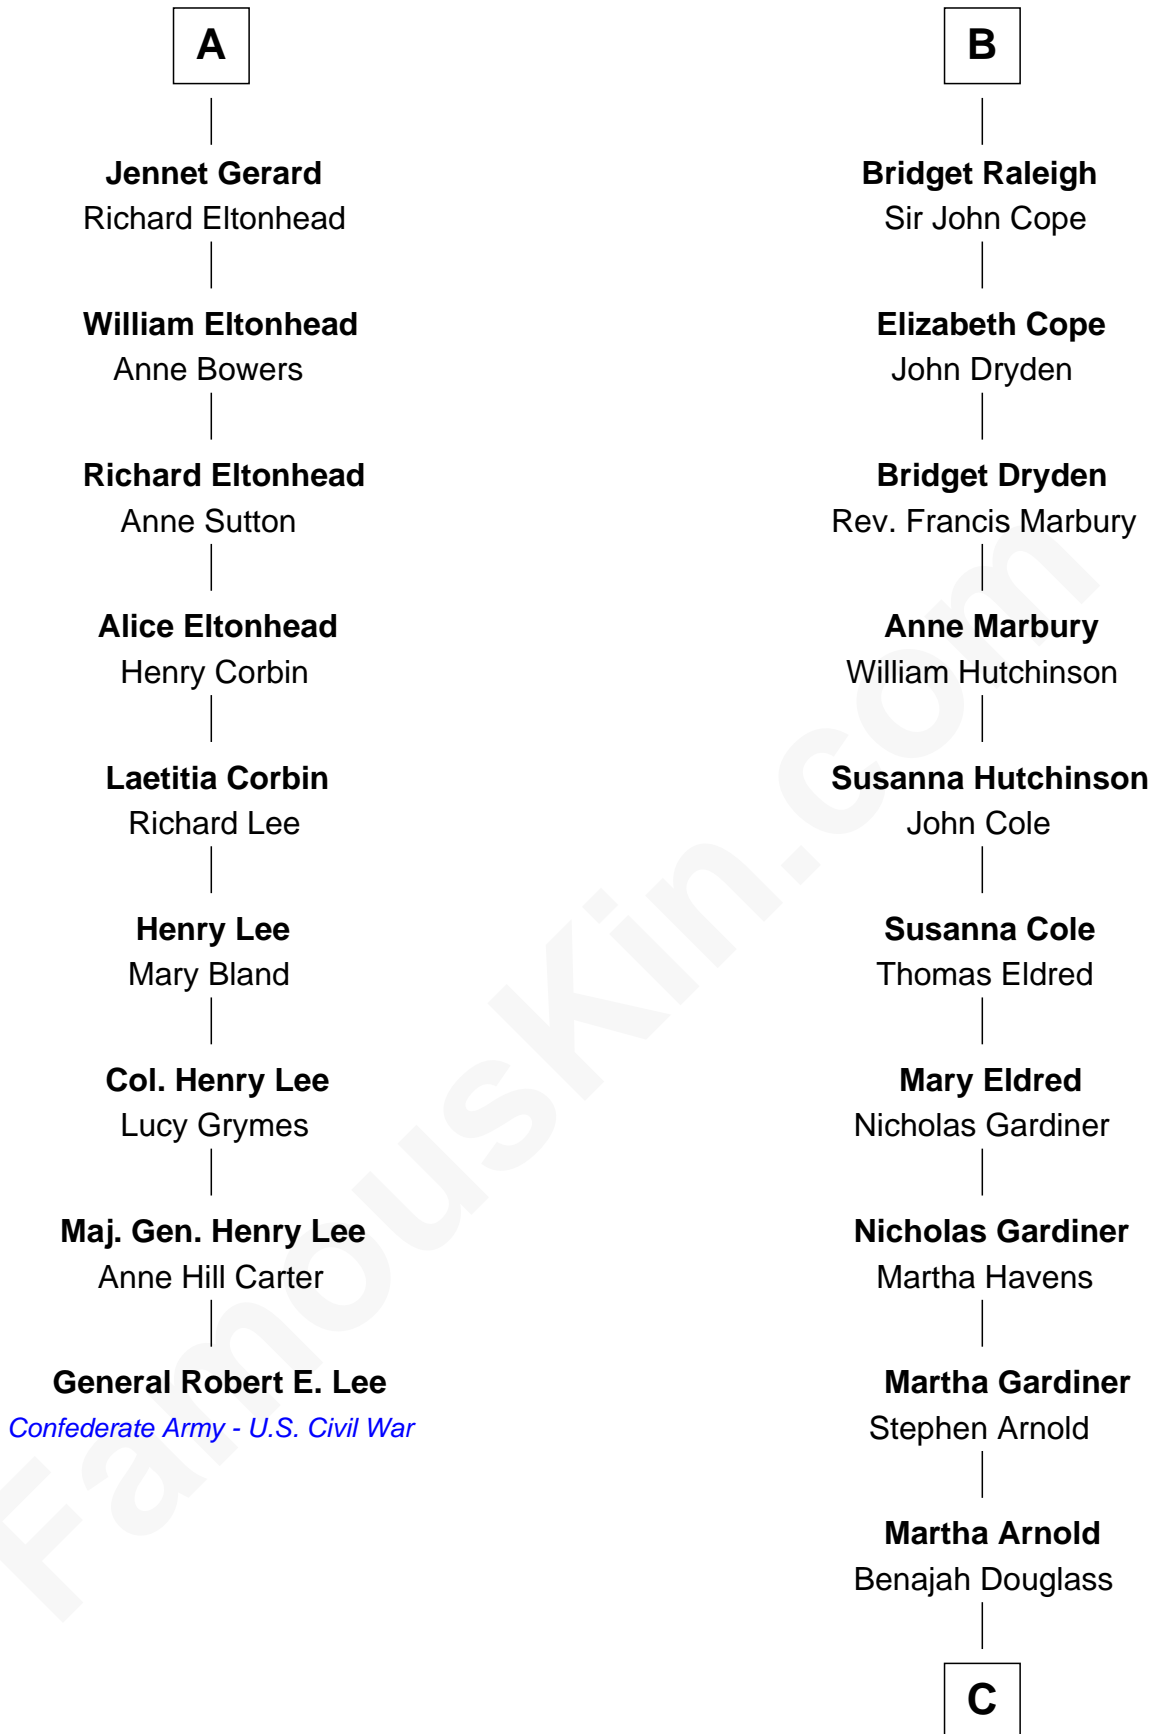 A
Jennet Gerard
Richard Eltonhead
William Eltonhead
Anne Bowers
Richard Eltonhead
Anne Sutton
Alice Eltonhead
Henry Corbin
Laetitia Corbin
Richard Lee
Henry Lee
Mary Bland
Col. Henry Lee
Lucy Grymes
Maj. Gen. Henry Lee
Anne Hill Carter
General Robert E. Lee
Confederate Army - U.S. Civil War
B
Bridget Raleigh
Sir John Cope
Elizabeth Cope
John Dryden
Bridget Dryden
Rev. Francis Marbury
Anne Marbury
William Hutchinson
Susanna Hutchinson
John Cole
Susanna Cole
Thomas Eldred
Mary Eldred
Nicholas Gardiner
Nicholas Gardiner
Martha Havens
Martha Gardiner
Stephen Arnold
Martha Arnold
Benajah Douglass
C
FamousKin.com